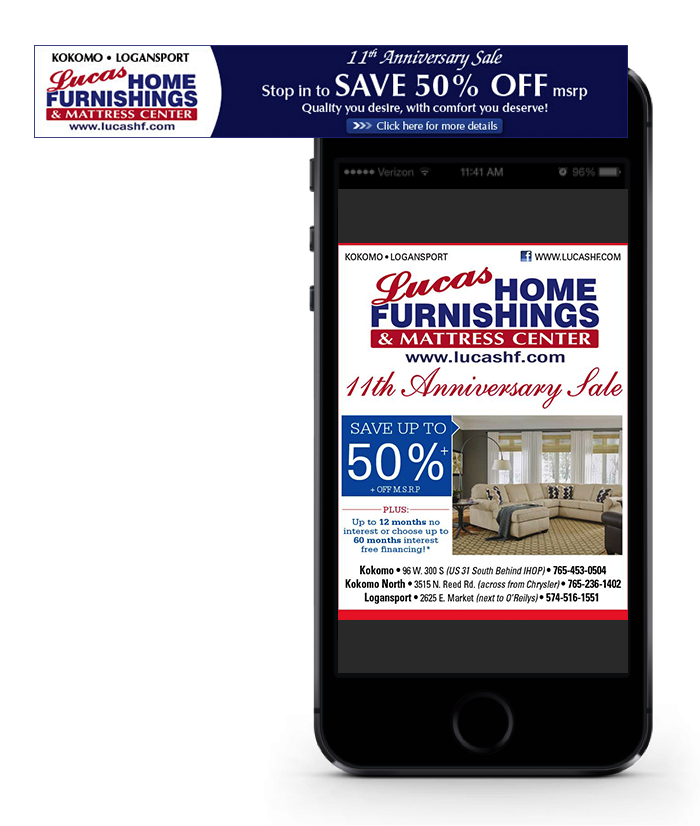 KOKOMO • LOGANSPORT
Lucas HOME
FURNISHINGS
& MATTRESS CENTER
www.lucashf.com
11th Anniversary Sale
Stop in to SAVE 50% OFF msrp
Quality you desire, with comfort you deserve!
Click here for more details
Verizon 11:41 AM 96%
KOKOMO • LOGANSPORT f WWW.LUCASHF.COM
Lucas HOME
FURNISHINGS
& MATTRESS CENTER
www.lucashf.com
11th Anniversary Sale
SAVE UP TO
50%+
+ OFF M.S.R.P
PLUS:
Up to 12 months no
interest or choose up to
60 months interest
free financing!*
Kokomo • 96 W. 300 S (US 31 South Behind IHOP) • 765-453-0504
Kokomo North • 3515 N. Reed Rd. (across from Chrysler) • 765-236-1402
Logansport • 2625 E. Market (next to O'Reilys) • 574-516-1551